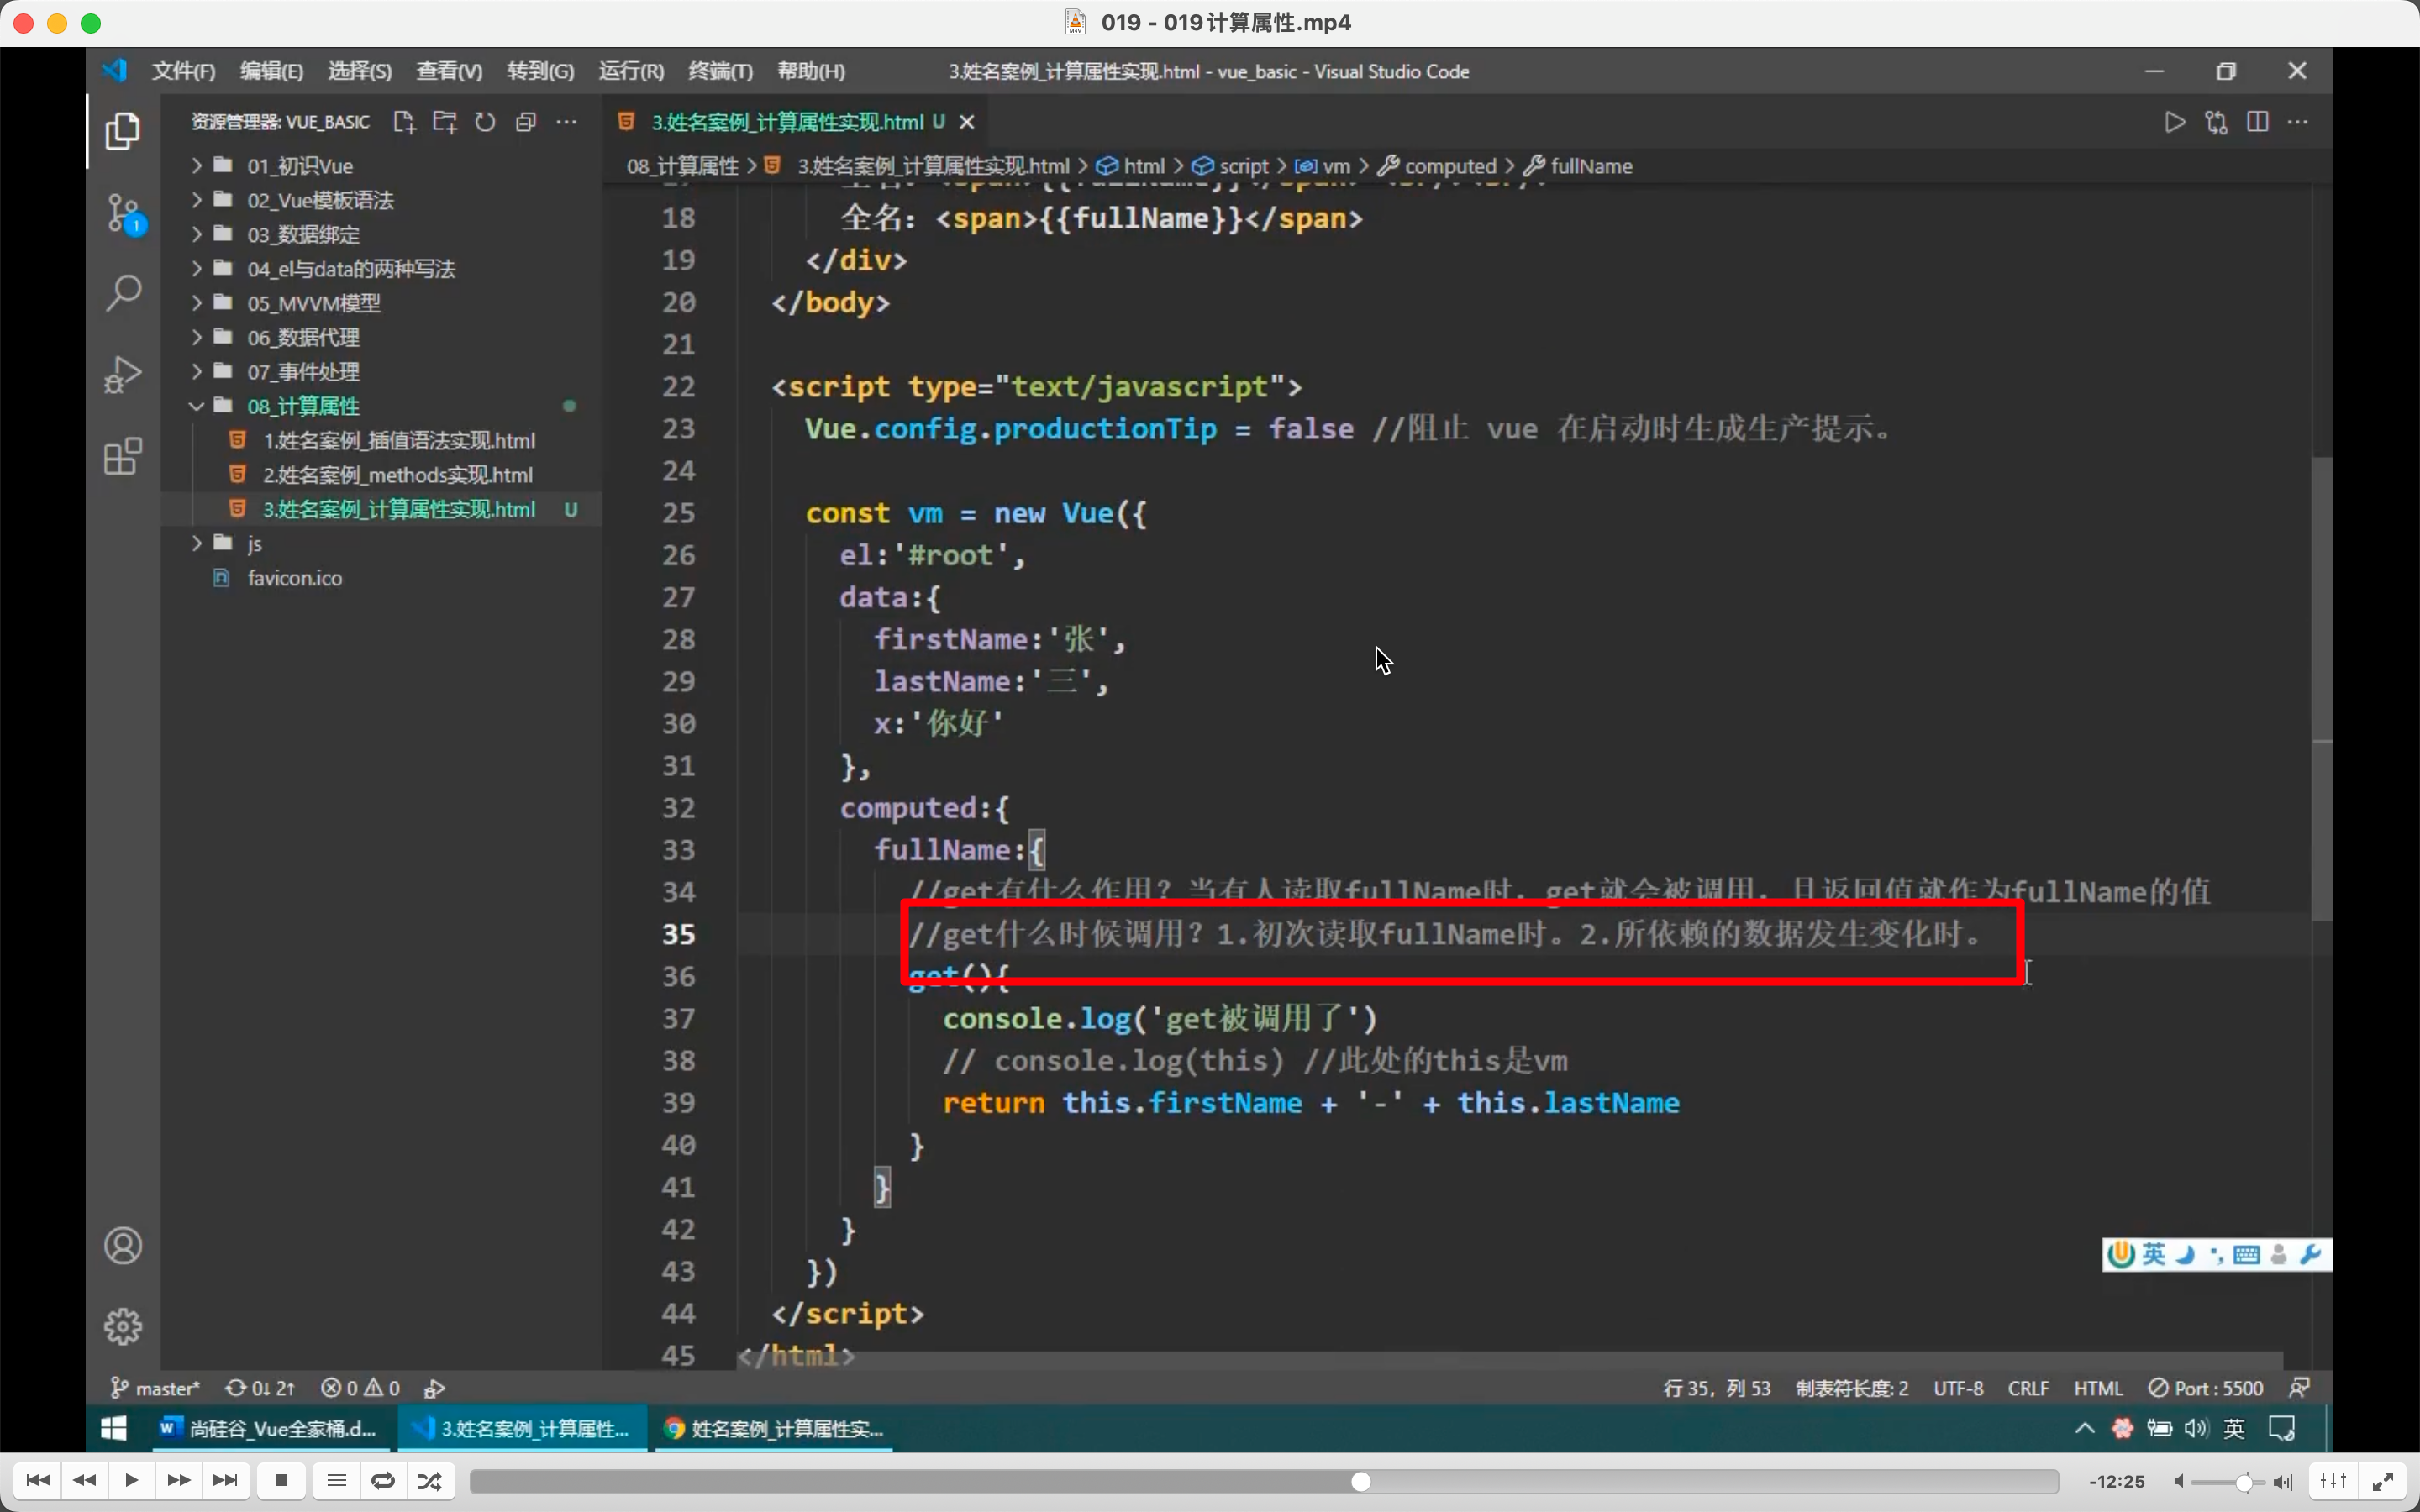 019 - 019计算属性.mp4
文件(F) 编辑(E) 选择(S) 查看(V) 转到(G) 运行(R) 终端(T) 帮助(H) 3.姓名案例_计算属性实现.html - vue_basic - Visual Studio Code
资源管理器: VUE_BASIC
01_初识Vue
02_Vue模板语法
03_数据绑定
04_el与data的两种写法
05_MVVM模型
06_数据代理
07_事件处理
08_计算属性
1.姓名案例_插值语法实现.html
2.姓名案例_methods实现.html
3.姓名案例_计算属性实现.html U
js
favicon.ico
1
3.姓名案例_计算属性实现.html U
08_计算属性 > 3.姓名案例_计算属性实现.html > html > script > vm > computed > fullName
18 全名：<span>{{fullName}}</span>
19 </div>
20 </body>
21
22 <script type="text/javascript">
23 Vue.config.productionTip = false //阻止 vue 在启动时生成生产提示。
24
25 const vm = new Vue({
26 el:'#root',
27 data:{
28 firstName:'张',
29 lastName:'三',
30 x:'你好'
31 },
32 computed:{
33 fullName:{
34 //get有什么作用？当有人读取fullName时，get就会被调用，且返回值就作为fullName的值
35 //get什么时候调用？1.初次读取fullName时。2.所依赖的数据发生变化时。
36 get(){
37 console.log('get被调用了')
38 // console.log(this) //此处的this是vm
39 return this.firstName + '-' + this.lastName
40 }
41 }
42 }
43 })
44 </script>
45 </html>
英
master* 0↓ 2↑ 0 0 行 35，列 53 制表符长度: 2 UTF-8 CRLF HTML Port : 5500
尚硅谷_Vue全家桶.d... 3.姓名案例_计算属性... 姓名案例_计算属性实... 英
-12:25